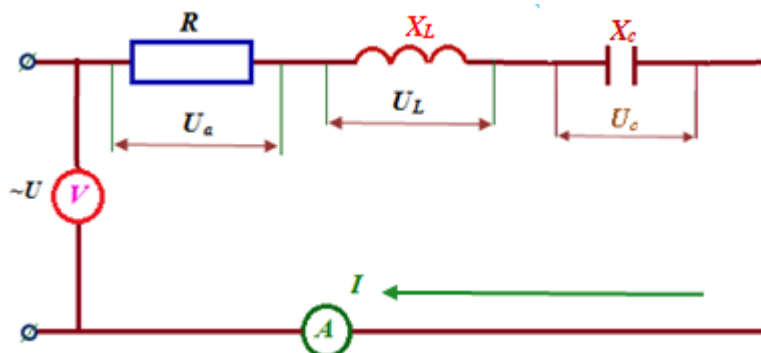 R X_L X_c
U_a U_L U_c
~U V
I
A